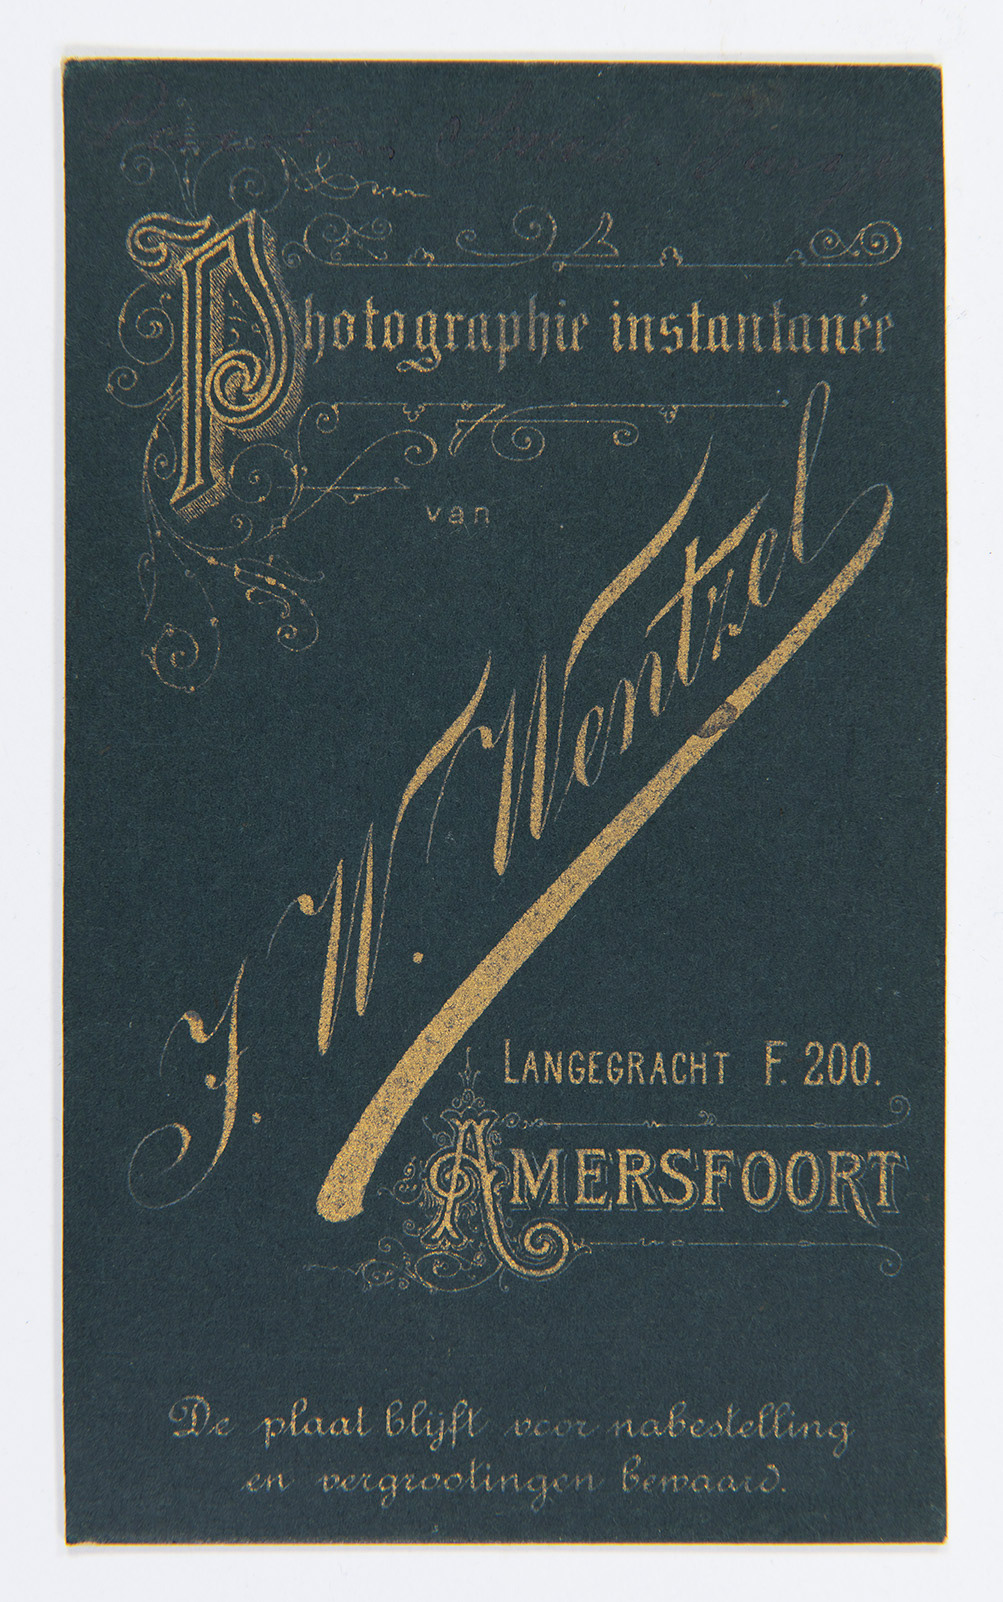 Photographie instantanée
van
J. W. Wentzel
LANGEGRACHT F. 200.
AMERSFOORT
De plaat blijft voor nabestelling
en vergrootingen bewaard.